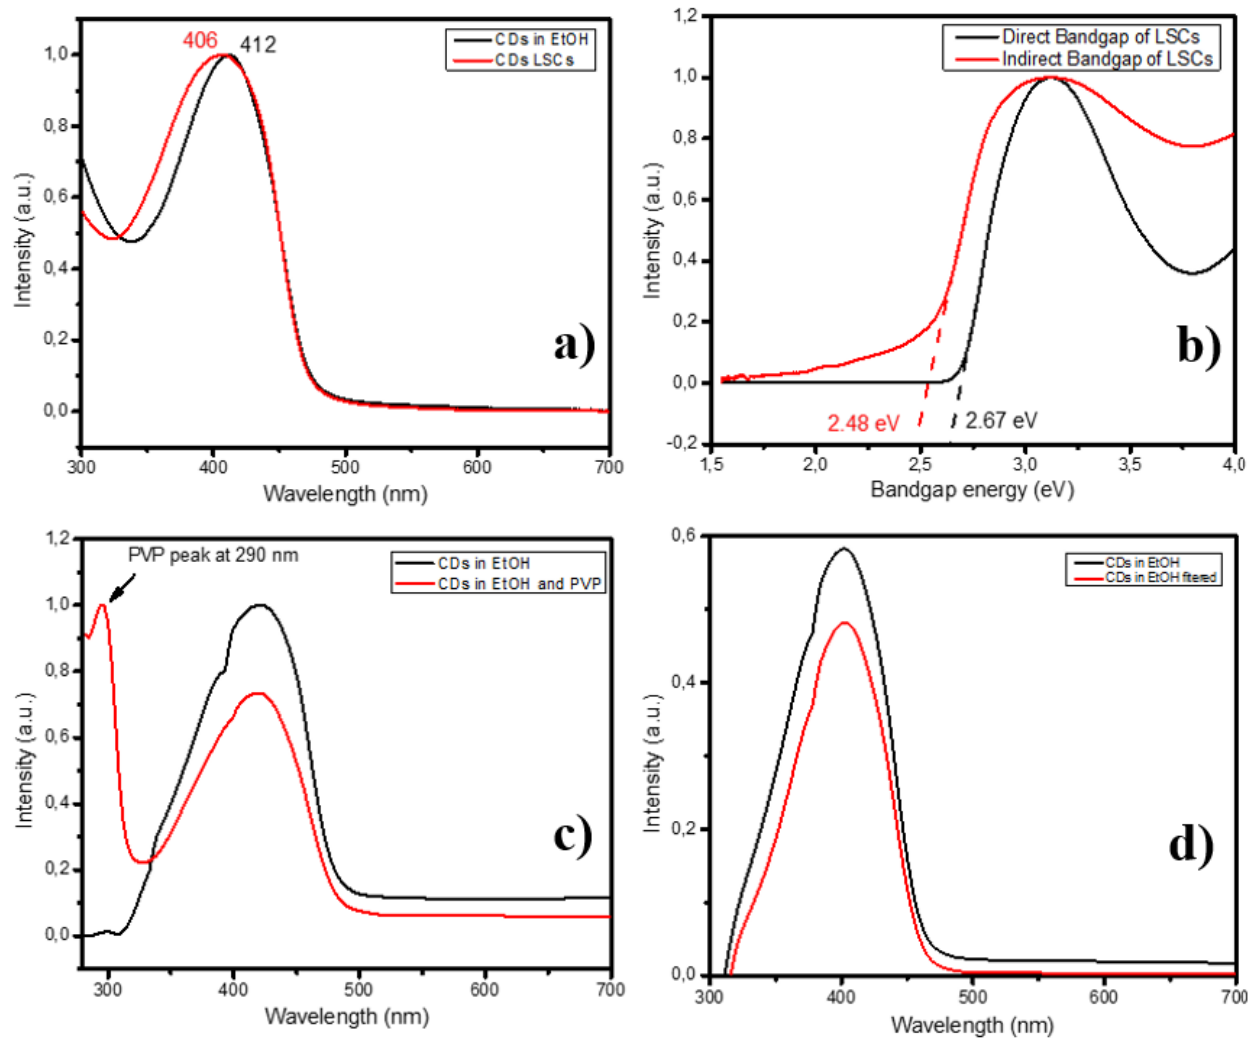 406
412
CDs in EtOH
CDs LSCs
1,0
0,8
0,6
0,4
0,2
0,0
Intensity (a.u.)
a)
300
400
500
600
700
Wavelength (nm)
1,2
1,0
0,8
0,6
0,4
0,2
0,0
-0,2
Intensity (a.u.)
Direct Bandgap of LSCs
Indirect Bandgap of LSCs
b)
2.48 eV
2.67 eV
1,5
2,0
2,5
3,0
3,5
4,0
Bandgap energy (eV)
1,2
1,0
0,8
0,6
0,4
0,2
0,0
Intensity (a.u.)
PVP peak at 290 nm
CDs in EtOH
CDs in EtOH and PVP
c)
300
400
500
600
700
Wavelength (nm)
0,6
0,4
0,2
0,0
Intensity (a.u.)
CDs in EtOH
CDs in EtOH fitered
d)
300
400
500
600
700
Wavelength (nm)